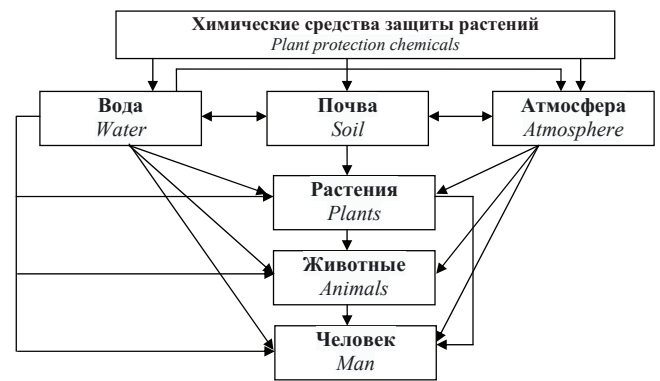 Химические средства защиты растений
Plant protection chemicals
Вода
Water
Почва
Soil
Атмосфера
Atmosphere
Растения
Plants
Животные
Animals
Человек
Man